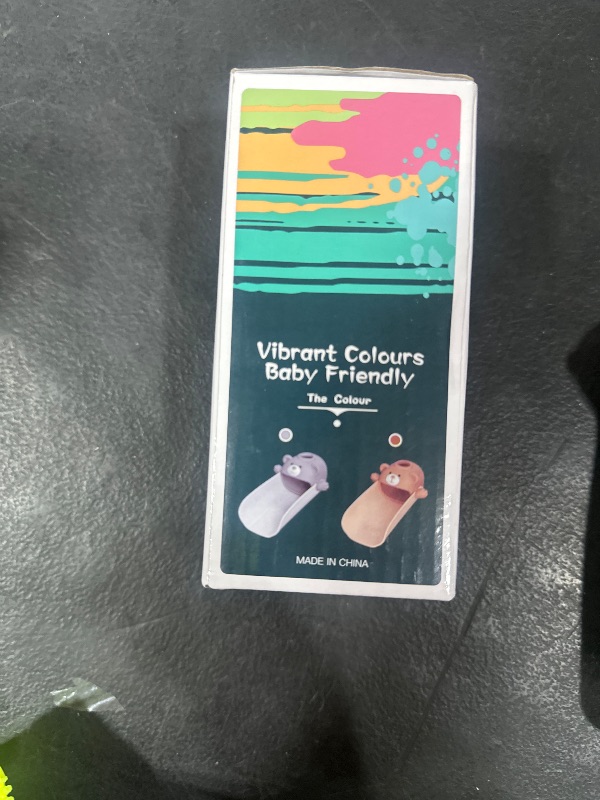 Vibrant Colours
Baby Friendly
The Colour
MADE IN CHINA